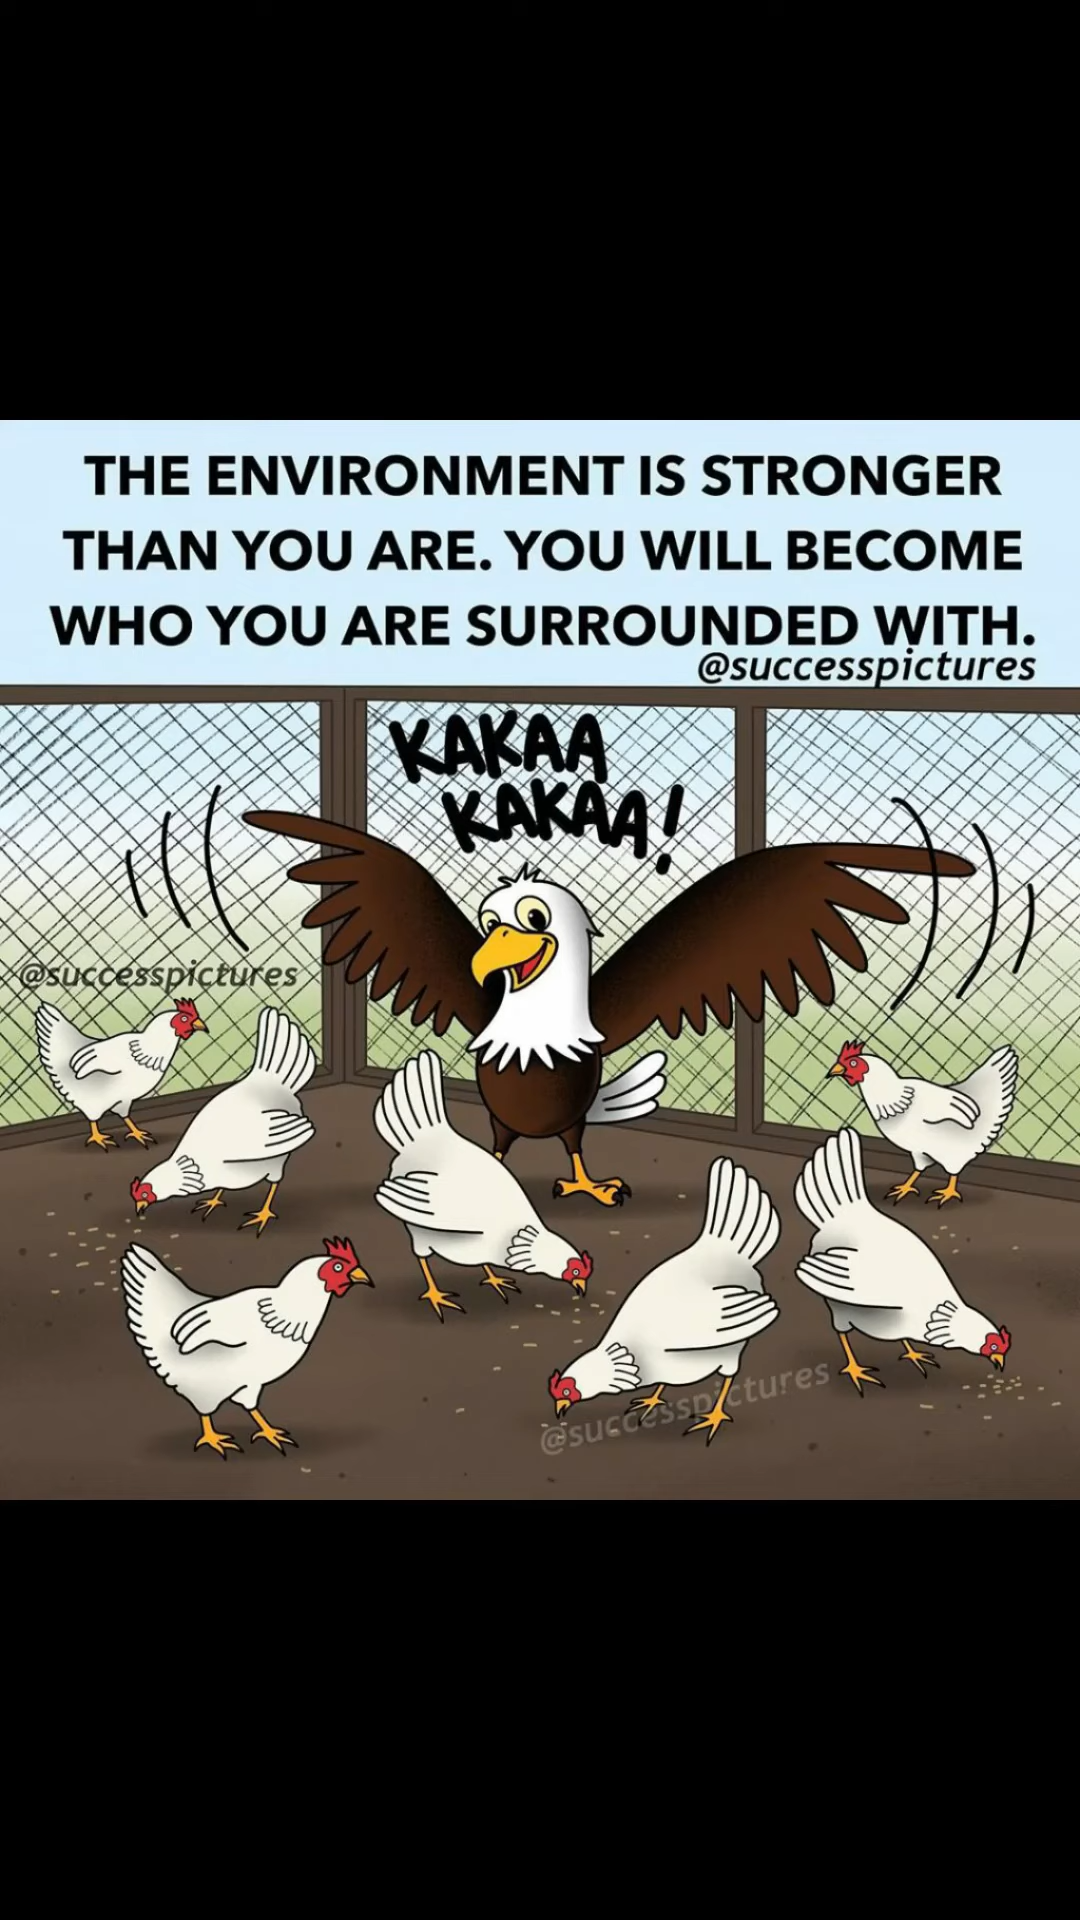 THE ENVIRONMENT IS STRONGER
THAN YOU ARE. YOU WILL BECOME
WHO YOU ARE SURROUNDED WITH.
@successpictures
KAKAA
KAKAA!
@successpictures
@successpictures